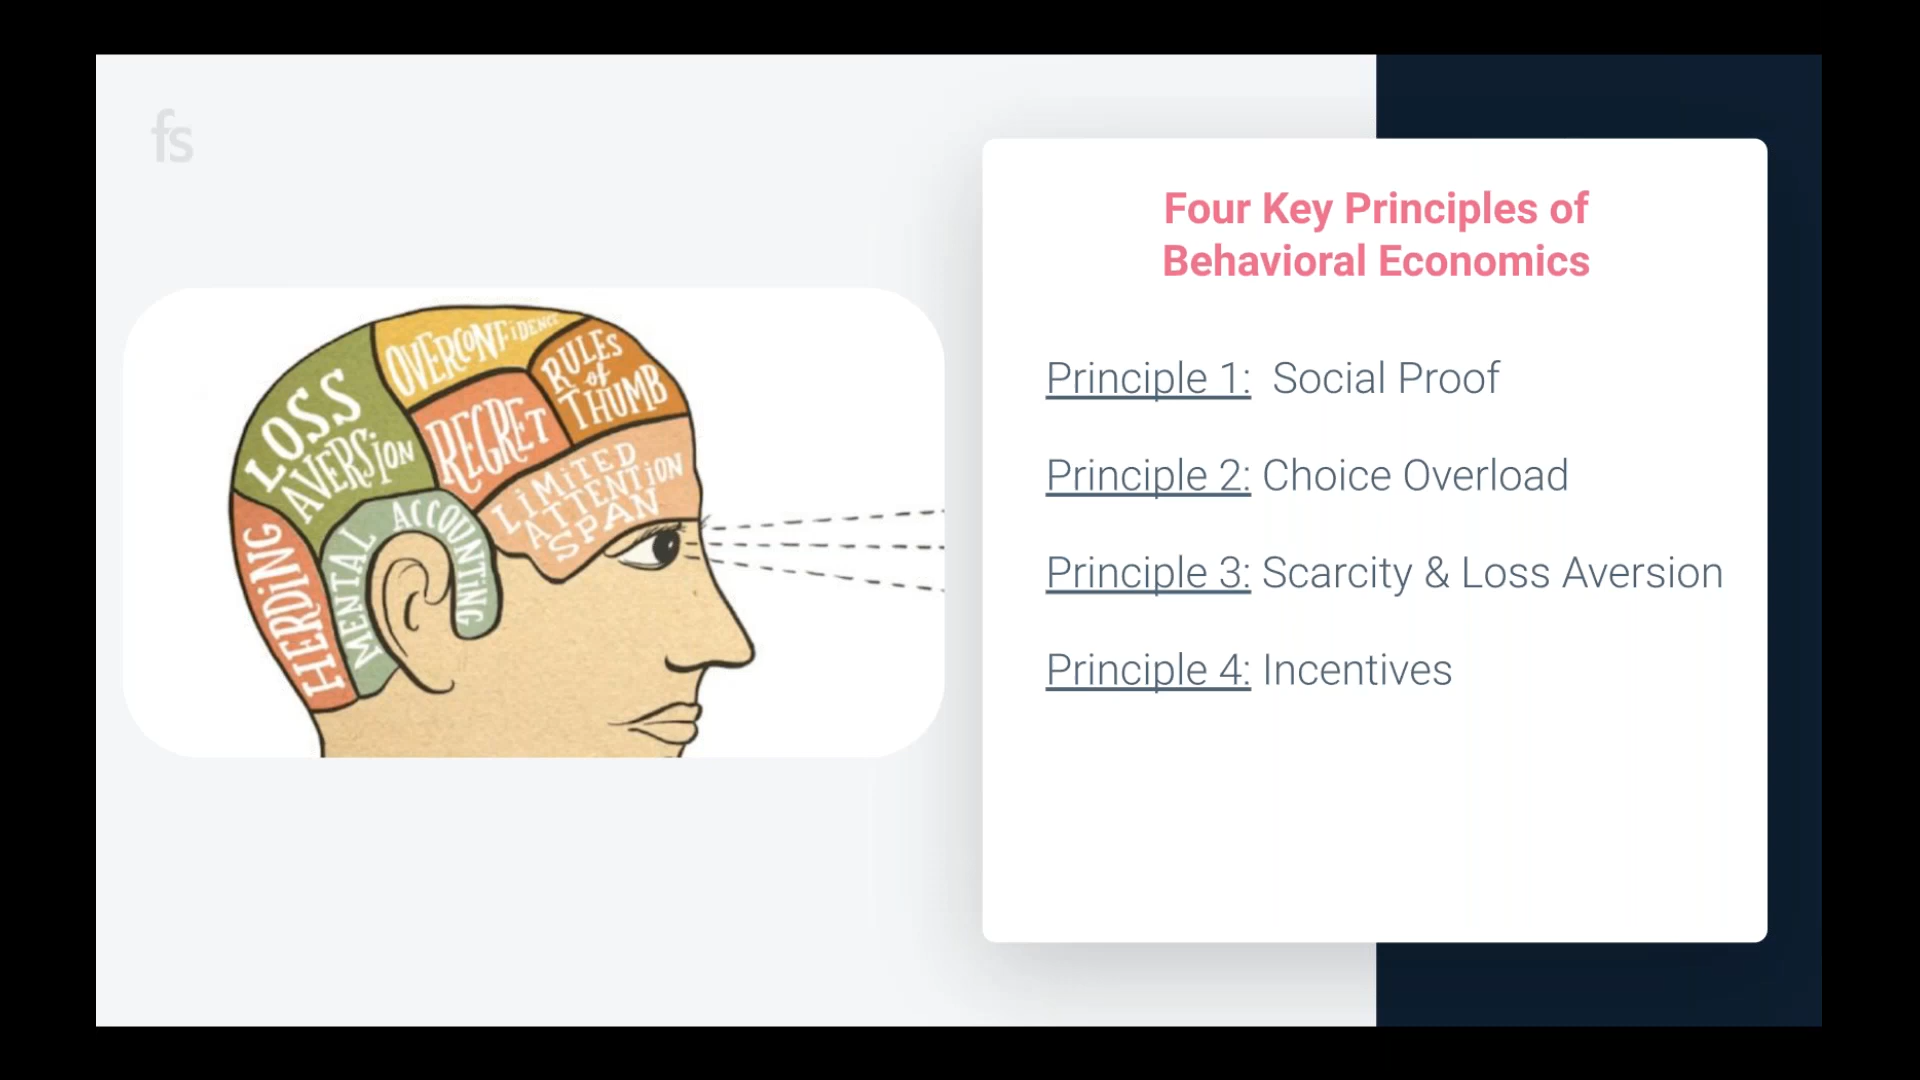 fs
Four Key Principles of
Behavioral Economics
Principle 1: Social Proof
Principle 2: Choice Overload
Principle 3: Scarcity & Loss Aversion
Principle 4: Incentives
LOSS
AVERSiON
OVERCONFiDENCE
RULES
of
THUMB
REGRET
LiMiTED
ATTENTiON
SPAN
HERDiNG
MENTAL
ACCOUNTiNG